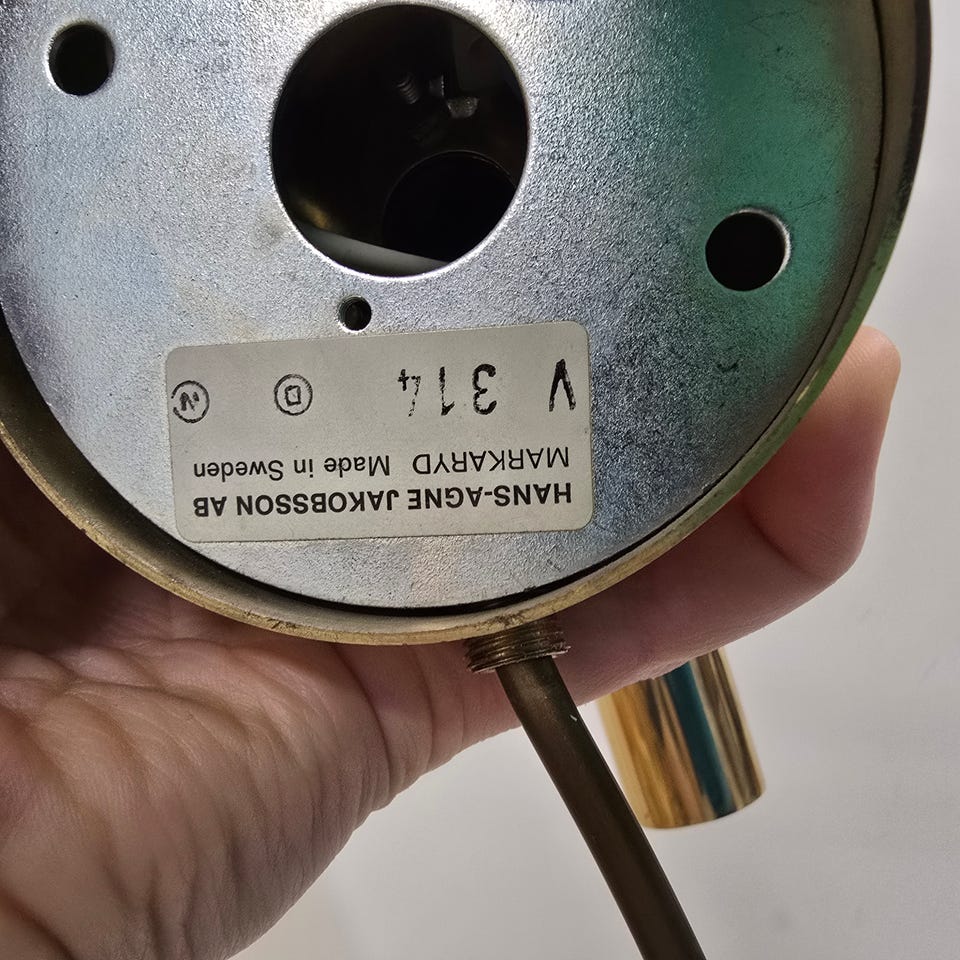 HANS-AGNE JAKOBSSON AB
MARKARYD Made in Sweden
V 314 D N